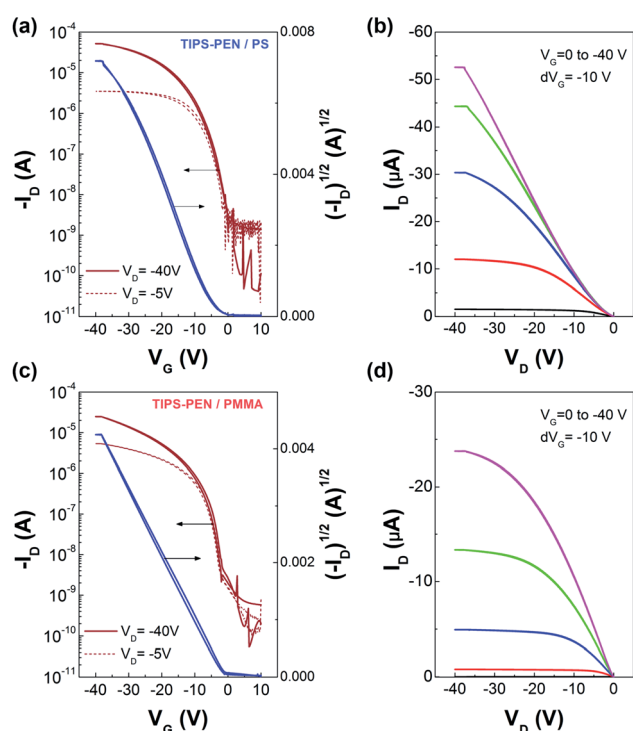 (a)
TIPS-PEN / PS
-I_D (A)
10^-4
10^-5
10^-6
10^-7
10^-8
10^-9
10^-10
10^-11
0.008
0.004
0.000
(-I_D)^1/2 (A)^1/2
V_D= -40V
V_D= -5V
-40 -30 -20 -10 0 10
V_G (V)
(b)
V_G=0 to -40 V
dV_G= -10 V
I_D (µA)
-60
-50
-40
-30
-20
-10
0
-40 -30 -20 -10 0
V_D (V)
(c)
TIPS-PEN / PMMA
-I_D (A)
10^-4
10^-5
10^-6
10^-7
10^-8
10^-9
10^-10
10^-11
0.004
0.002
0.000
(-I_D)^1/2 (A)^1/2
V_D= -40V
V_D= -5V
-40 -30 -20 -10 0 10
V_G (V)
(d)
V_G=0 to -40 V
dV_G= -10 V
I_D (µA)
-30
-20
-10
0
-40 -30 -20 -10 0
V_D (V)